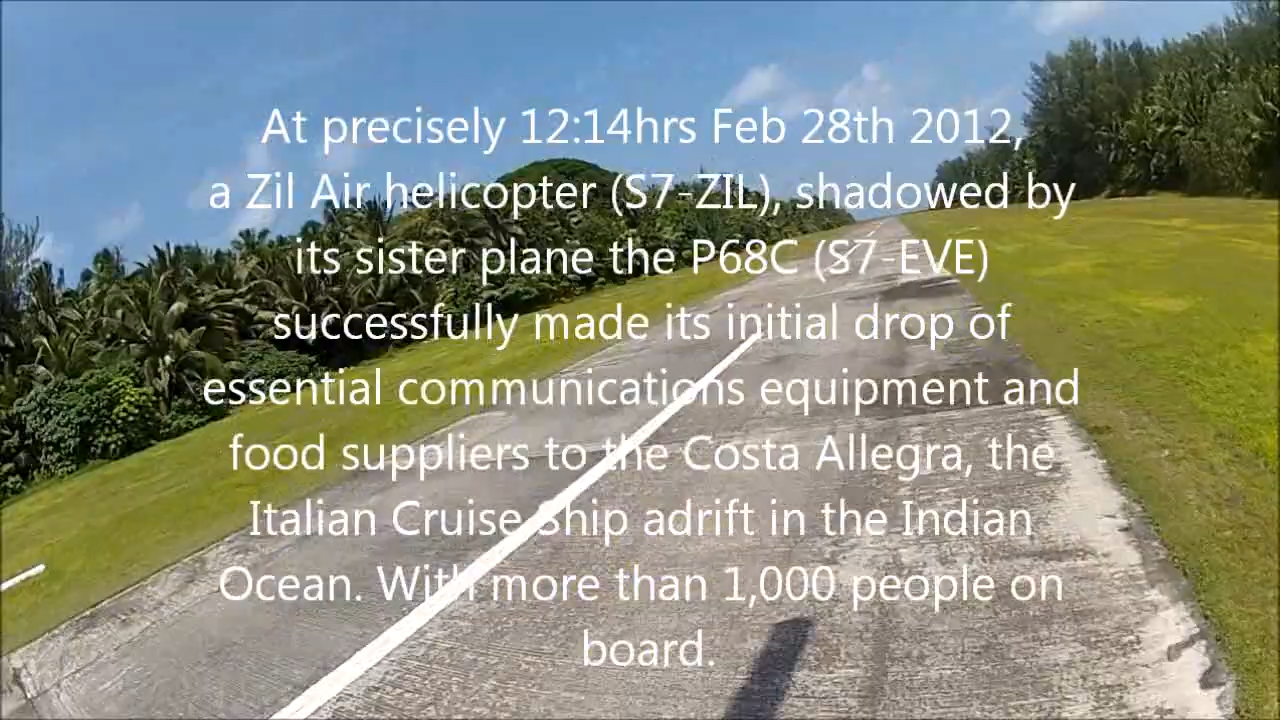 At precisely 12:14hrs Feb 28th 2012,
a Zil Air helicopter (S7-ZIL), shadowed by
its sister plane the P68C (S7-EVE)
successfully made its initial drop of
essential communications equipment and
food suppliers to the Costa Allegra, the
Italian Cruise Ship adrift in the Indian
Ocean. With more than 1,000 people on
board.